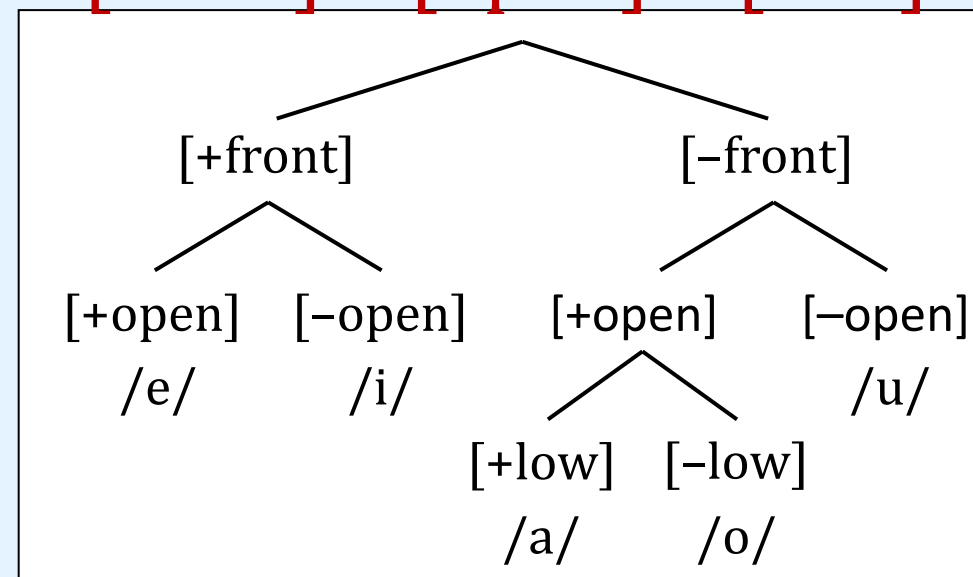 [+front] [–front]
[+open] [–open] [+open] [–open]
/e/ /i/ /u/
[+low] [–low]
/a/ /o/